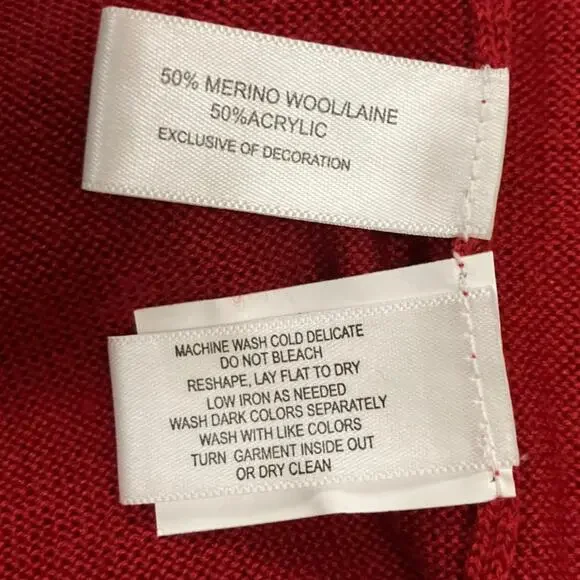 50% MERINO WOOL/LAINE
50%ACRYLIC
EXCLUSIVE OF DECORATION
MACHINE WASH COLD DELICATE
DO NOT BLEACH
RESHAPE, LAY FLAT TO DRY
LOW IRON AS NEEDED
WASH DARK COLORS SEPARATELY
WASH WITH LIKE COLORS
TURN GARMENT INSIDE OUT
OR DRY CLEAN